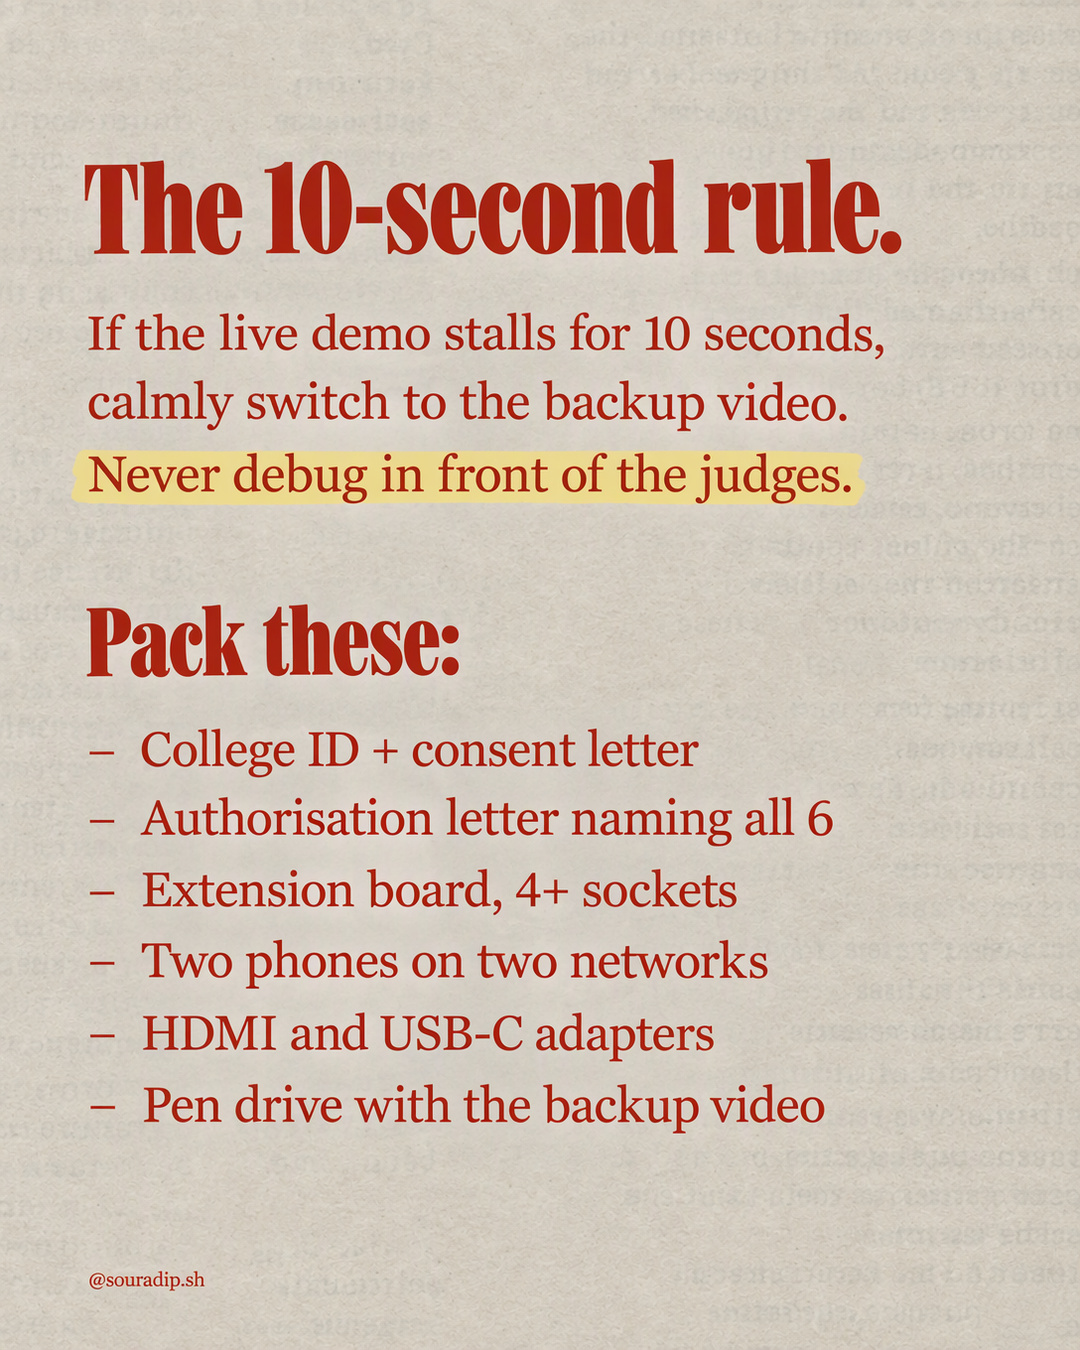 The 10-second rule.
If the live demo stalls for 10 seconds,
calmly switch to the backup video.
Never debug in front of the judges.
Pack these:
– College ID + consent letter
– Authorisation letter naming all 6
– Extension board, 4+ sockets
– Two phones on two networks
– HDMI and USB-C adapters
– Pen drive with the backup video
@souradip.sh